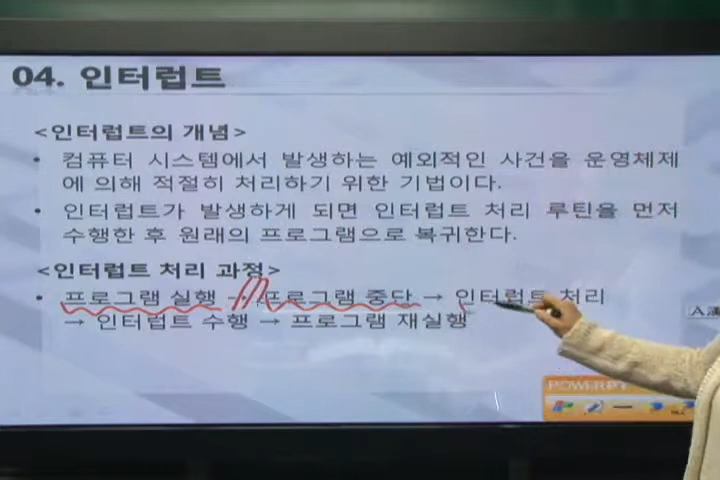 04. 인터럽트
<인터럽트의 개념>
• 컴퓨터 시스템에서 발생하는 예외적인 사건을 운영체제
에 의해 적절히 처리하기 위한 기법이다.
• 인터럽트가 발생하게 되면 인터럽트 처리 루틴을 먼저
수행한 후 원래의 프로그램으로 복귀한다.
<인터럽트 처리 과정>
• 프로그램 실행 → 프로그램 중단 → 인터럽트 처리
→ 인터럽트 수행 → 프로그램 재실행
A漢